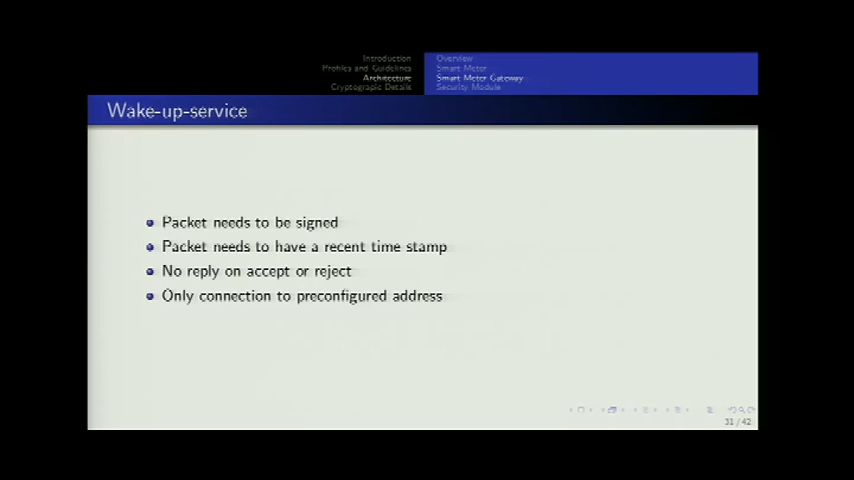 Introduction
Profiles and Guidelines
Architecture
Cryptograpic Details
Overview
Smart Meter
Smart Meter Gateway
Security Module
Wake-up-service
Packet needs to be signed
Packet needs to have a recent time stamp
No reply on accept or reject
Only connection to preconfigured address
31 / 42